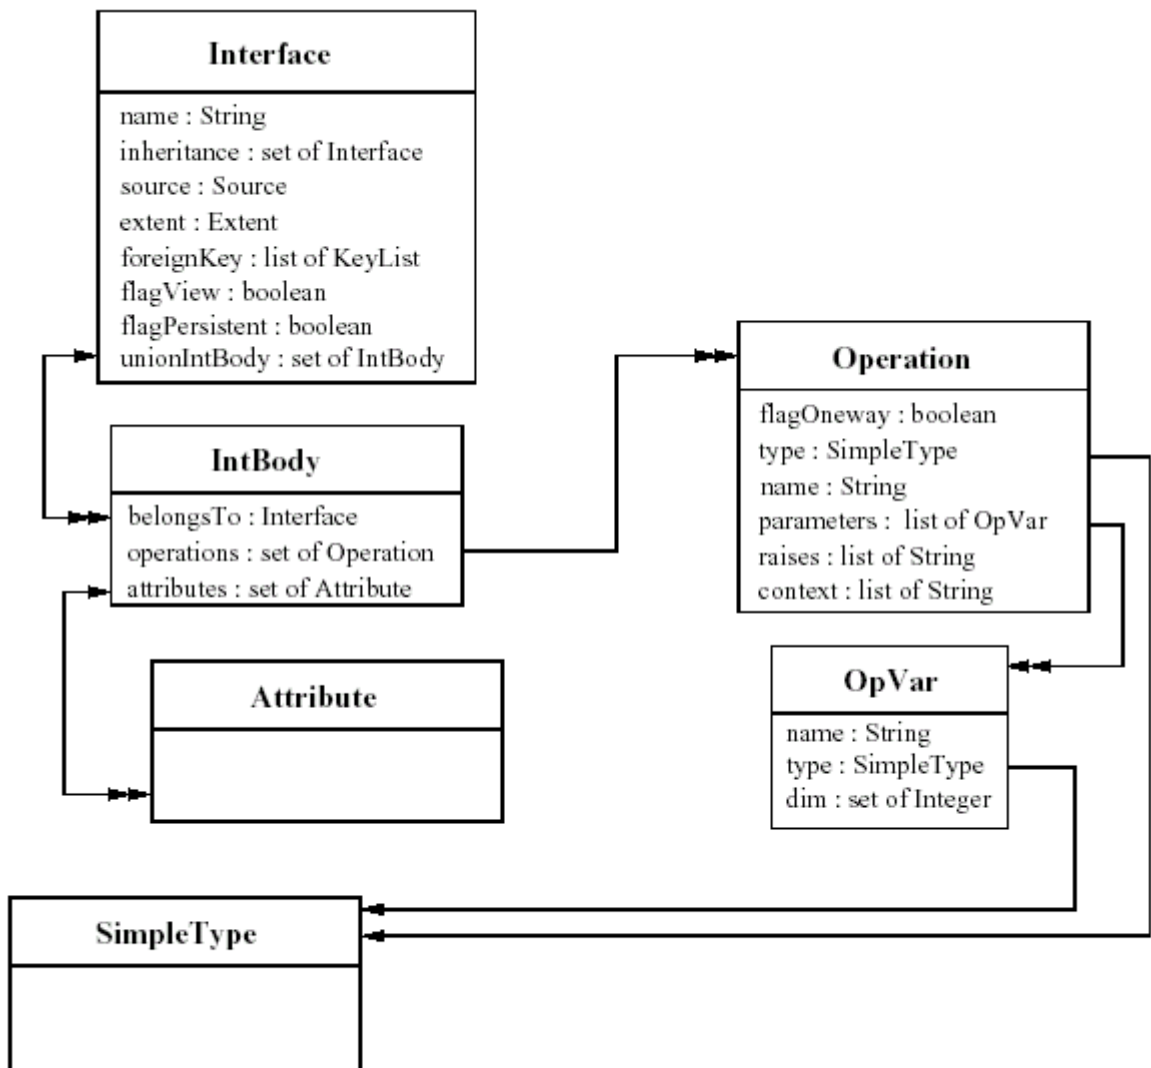 Interface
name : String
inheritance : set of Interface
source : Source
extent : Extent
foreignKey : list of KeyList
flagView : boolean
flagPersistent : boolean
unionIntBody : set of IntBody
IntBody
belongsTo : Interface
operations : set of Operation
attributes : set of Attribute
Attribute
Operation
flagOneway : boolean
type : SimpleType
name : String
parameters : list of OpVar
raises : list of String
context : list of String
OpVar
name : String
type : SimpleType
dim : set of Integer
SimpleType